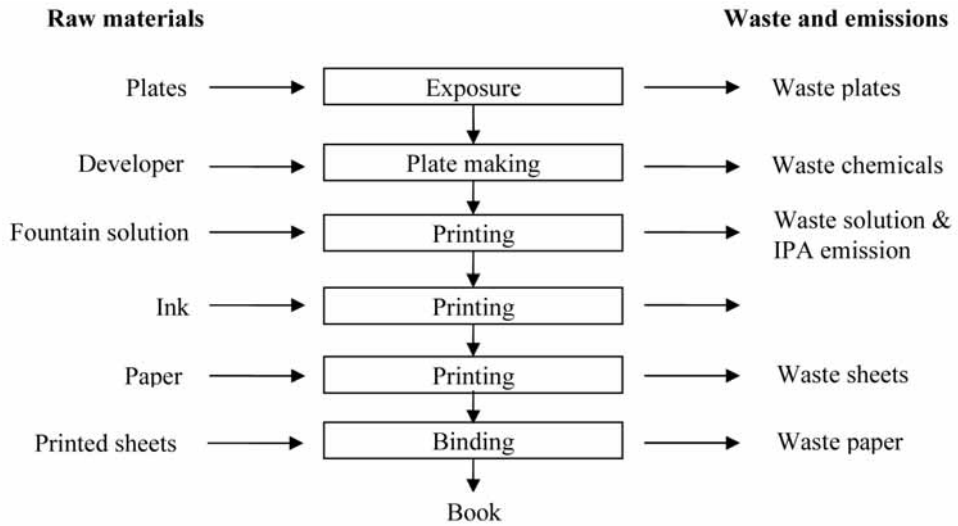 Raw materials
Waste and emissions
Plates
Exposure
Waste plates
Developer
Plate making
Waste chemicals
Fountain solution
Printing
Waste solution &
IPA emission
Ink
Printing
Paper
Printing
Waste sheets
Printed sheets
Binding
Waste paper
Book